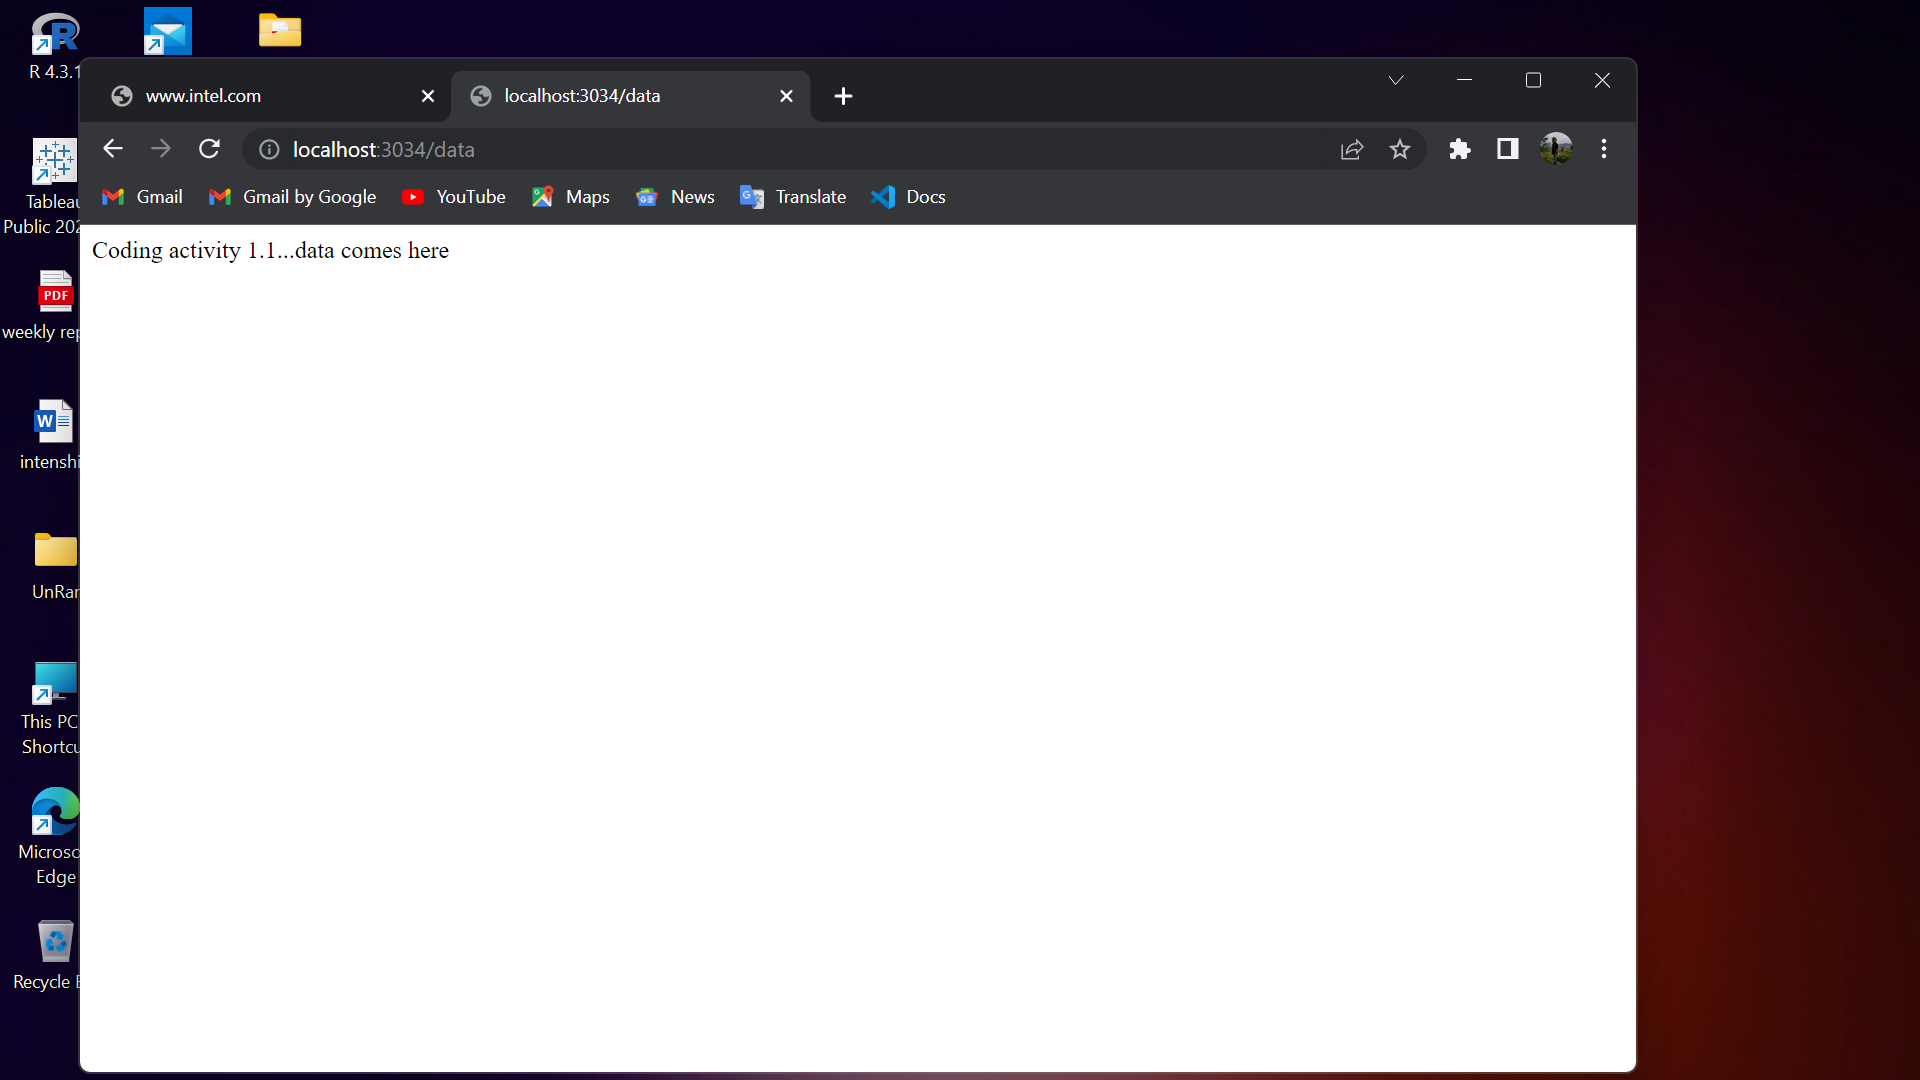 R 4.3.1
www.intel.com
localhost:3034/data
localhost:3034/data
Gmail
Gmail by Google
YouTube
Maps
News
Translate
Docs
Coding activity 1.1...data comes here
Tableau
Public 202
PDF
weekly rep
W
intenshi
UnRar
This PC
Shortcu
Microso
Edge
Recycle B